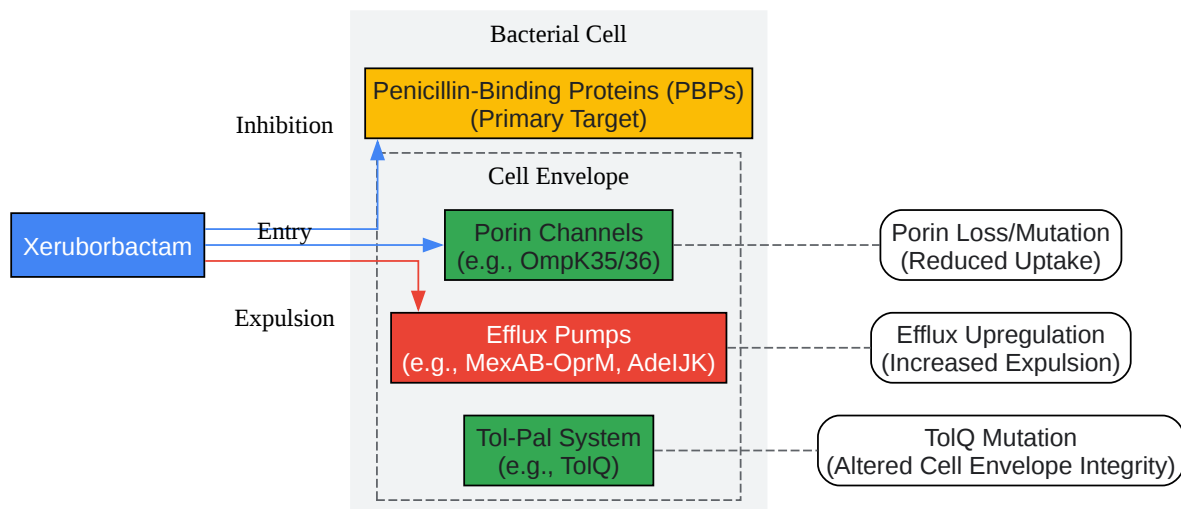 Bacterial Cell
Penicillin-Binding Proteins (PBPs)
(Primary Target)
Inhibition
Cell Envelope
Xeruborbactam
Entry
Porin Channels
(e.g., OmpK35/36)
Porin Loss/Mutation
(Reduced Uptake)
Expulsion
Efflux Pumps
(e.g., MexAB-OprM, AdeIJK)
Efflux Upregulation
(Increased Expulsion)
Tol-Pal System
(e.g., TolQ)
TolQ Mutation
(Altered Cell Envelope Integrity)